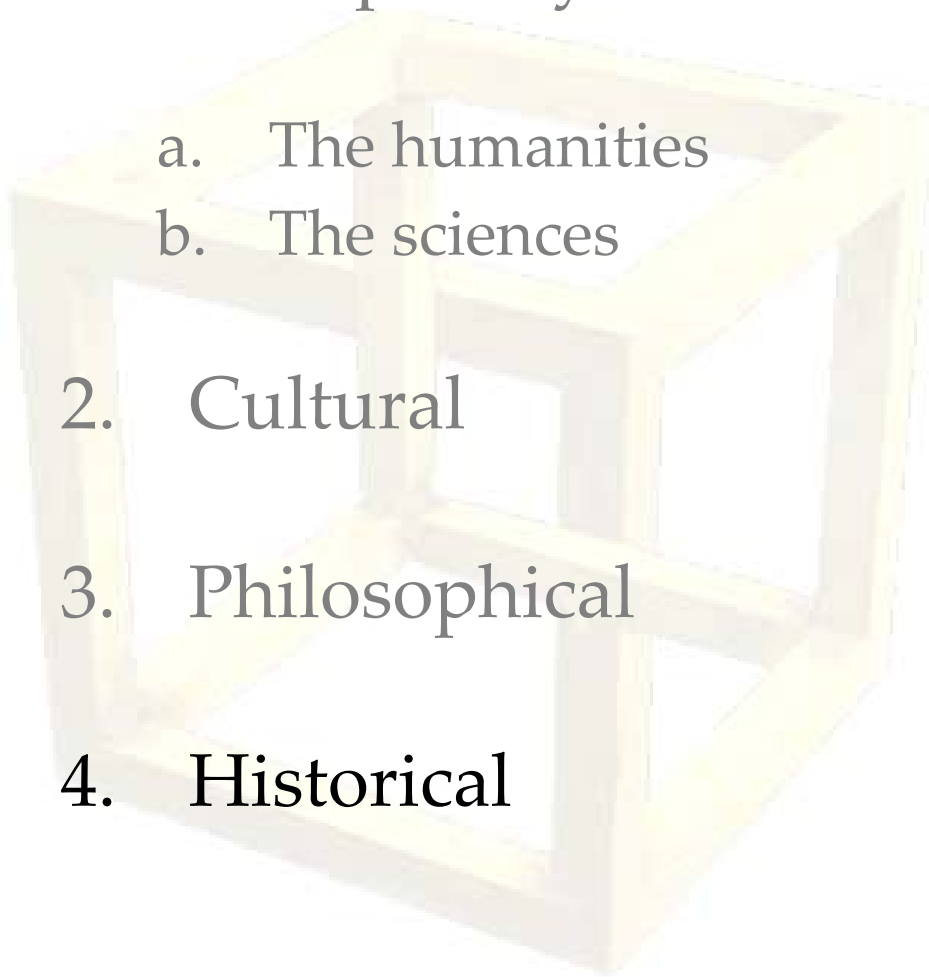 a. The humanities
b. The sciences
2. Cultural
3. Philosophical
4. Historical